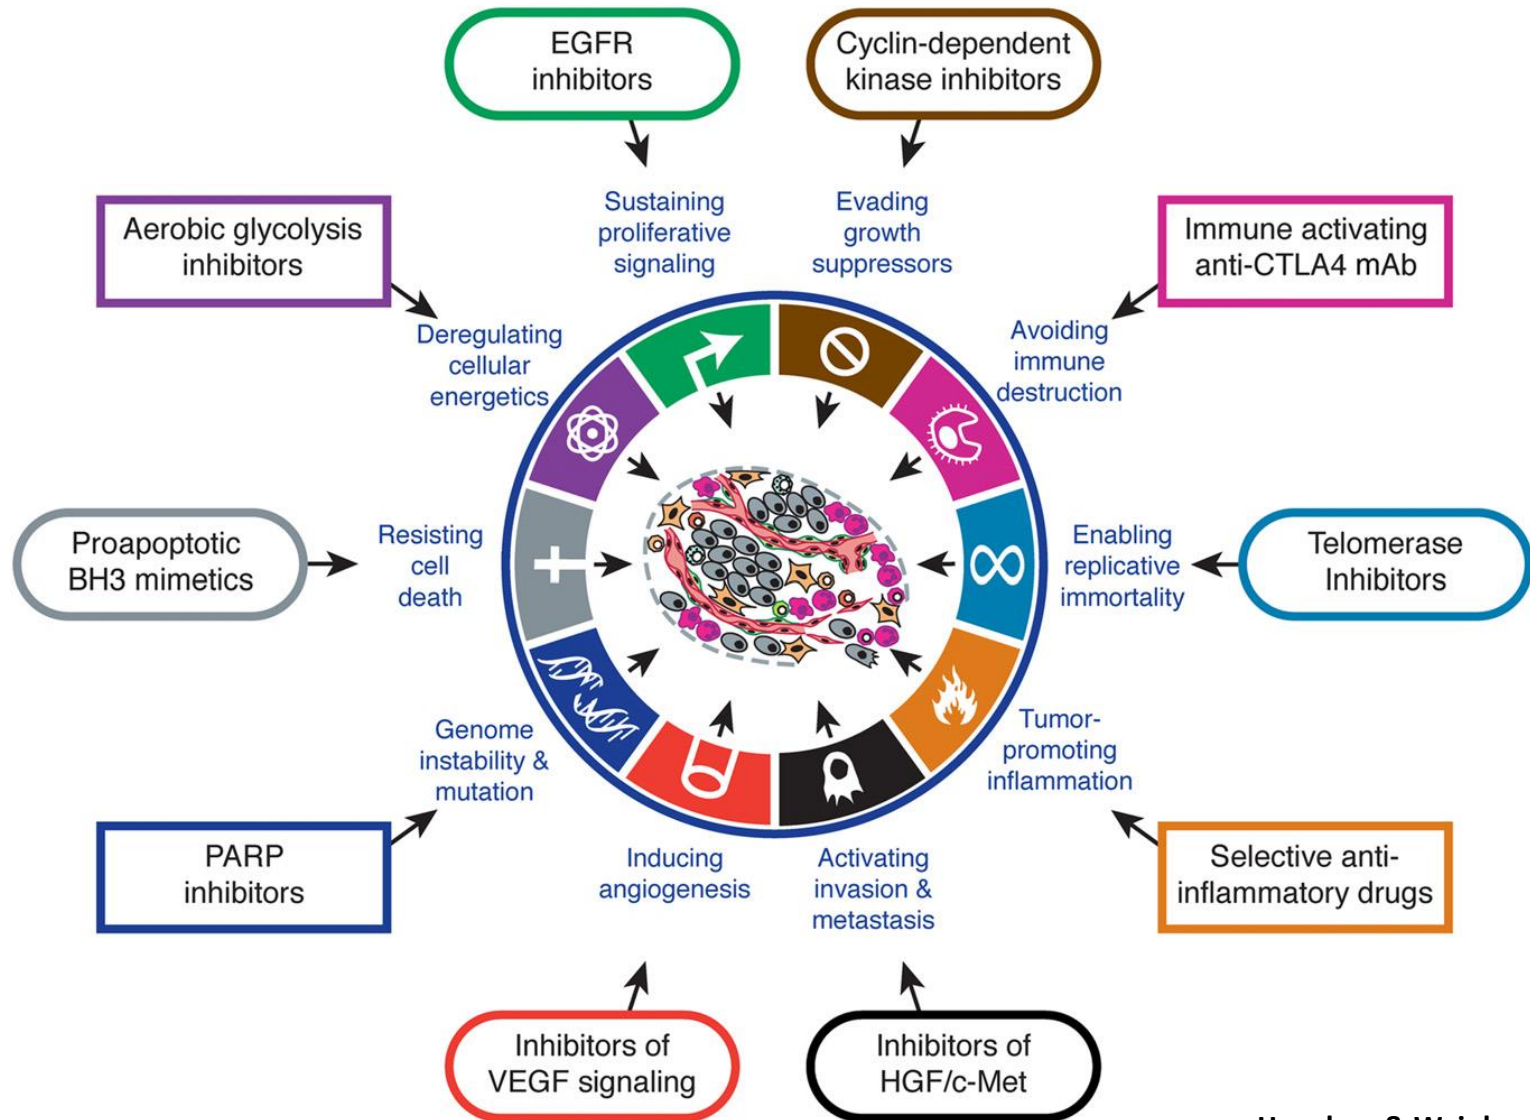 EGFR
inhibitors
Cyclin-dependent
kinase inhibitors
Sustaining
proliferative
signaling
Evading
growth
suppressors
Aerobic glycolysis
inhibitors
Immune activating
anti-CTLA4 mAb
Deregulating
cellular
energetics
Avoiding
immune
destruction
Proapoptotic
BH3 mimetics
Resisting
cell
death
Enabling
replicative
immortality
Telomerase
Inhibitors
Genome
instability &
mutation
Tumor-
promoting
inflammation
PARP
inhibitors
Inducing
angiogenesis
Activating
invasion &
metastasis
Selective anti-
inflammatory drugs
Inhibitors of
VEGF signaling
Inhibitors of
HGF/c-Met